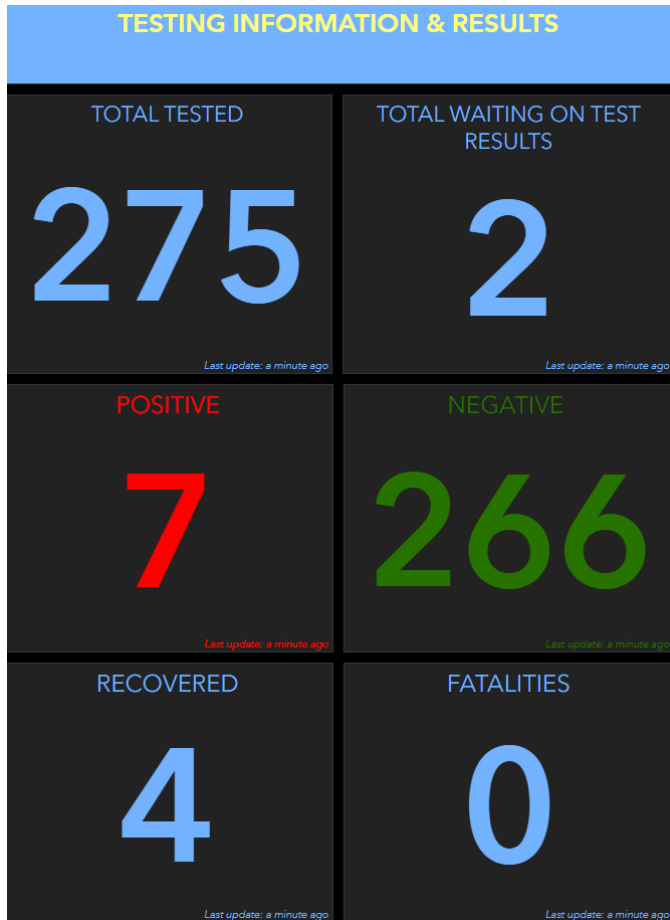 TESTING INFORMATION & RESULTS
TOTAL TESTED
275
Last update: a minute ago
TOTAL WAITING ON TEST
RESULTS
2
Last update: a minute ago
POSITIVE
7
Last update: a minute ago
NEGATIVE
266
Last update: a minute ago
RECOVERED
4
Last update: a minute ago
FATALITIES
0
Last update: a minute ago